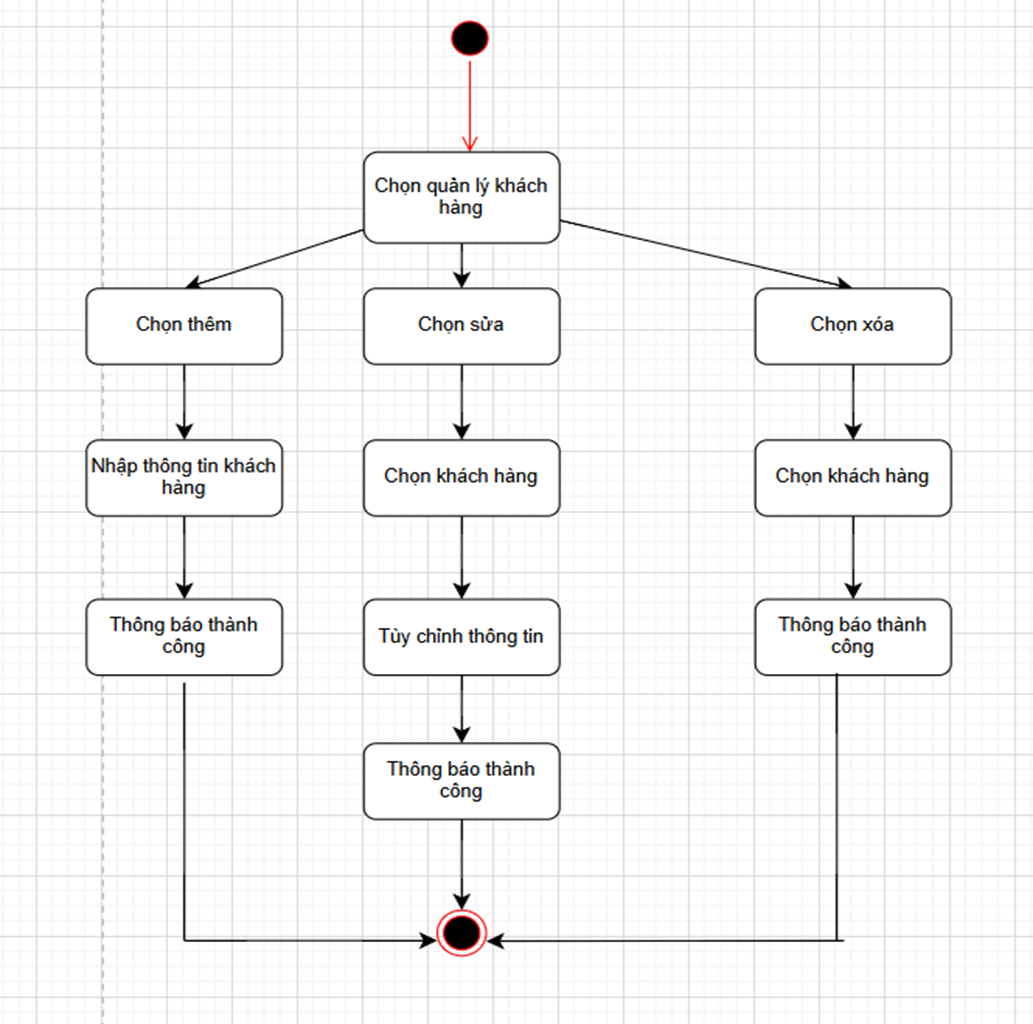 Chọn quản lý khách
hàng
Chọn thêm
Chọn sửa
Chọn xóa
Nhập thông tin khách
hàng
Chọn khách hàng
Chọn khách hàng
Thông báo thành
công
Tùy chỉnh thông tin
Thông báo thành
công
Thông báo thành
công